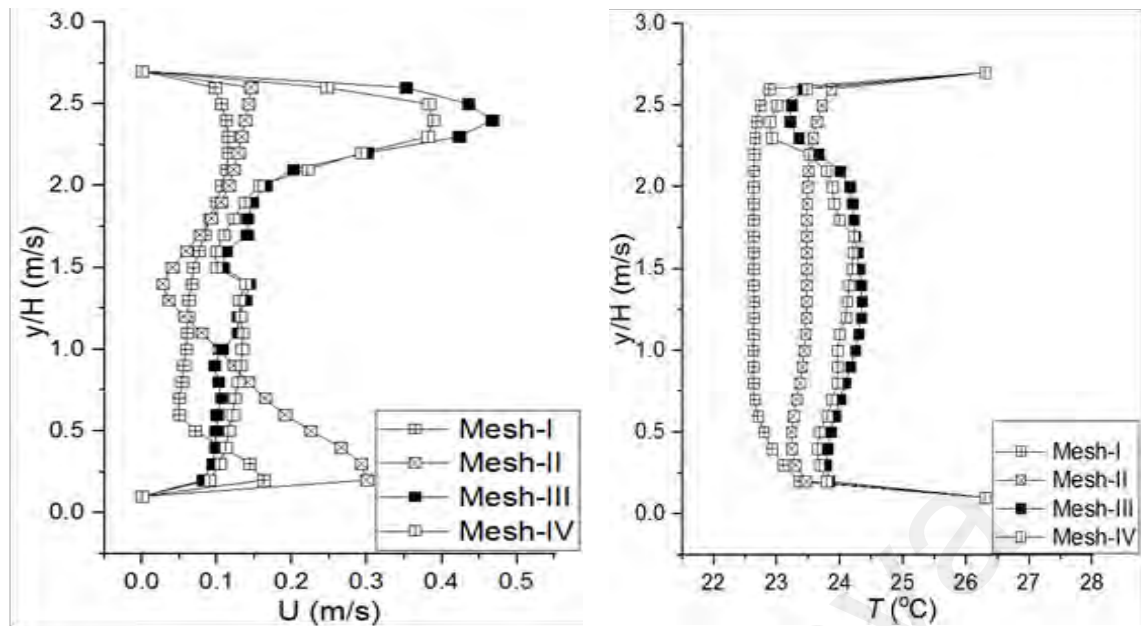 3.0
2.5
2.0
1.5
1.0
0.5
0.0
y/H (m/s)
0.0 0.1 0.2 0.3 0.4 0.5
U (m/s)
Mesh-I
Mesh-II
Mesh-III
Mesh-IV
3.0
2.5
2.0
1.5
1.0
0.5
0.0
y/H (m/s)
22 23 24 25 26 27 28
T (°C)
Mesh-I
Mesh-II
Mesh-III
Mesh-IV